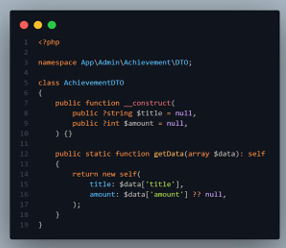 1 <?php
2
3 namespace App\Admin\Achievement\DTO;
4
5 class AchievementDTO
6 {
7     public function __construct(
8         public ?string $title = null,
9         public ?int $amount = null,
10     ) {}
11
12     public static function getData(array $data): self
13     {
14         return new self(
15             title: $data['title'],
16             amount: $data['amount'] ?? null,
17         );
18     }
19 }